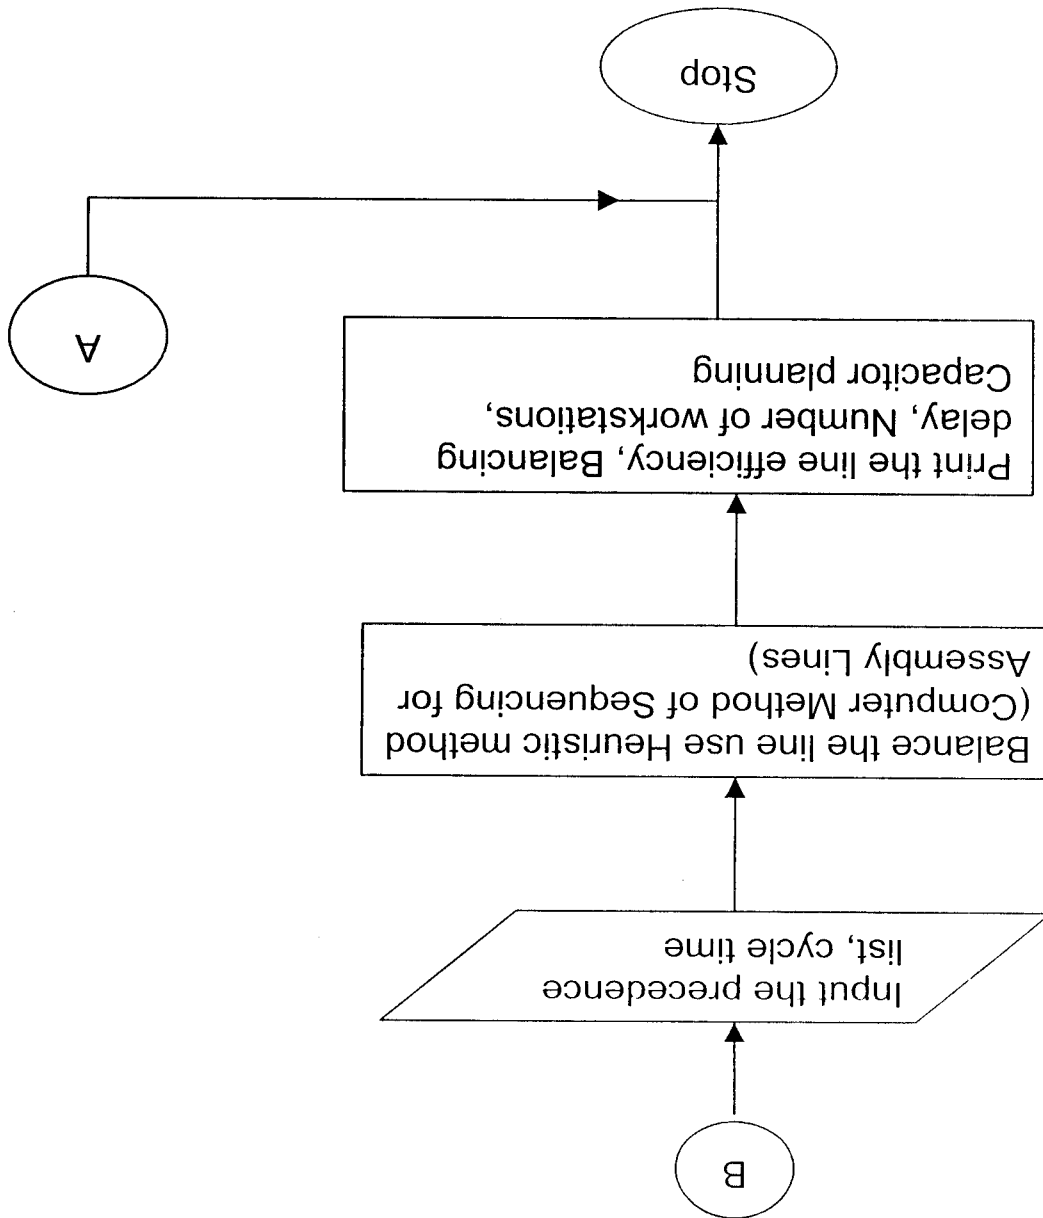 B
Input the precedence
list, cycle time
Balance the line use Heuristic method
(Computer Method of Sequencing for
Assembly Lines)
Print the line efficiency, Balancing
delay, Number of workstations,
Capacitor planning
A
Stop